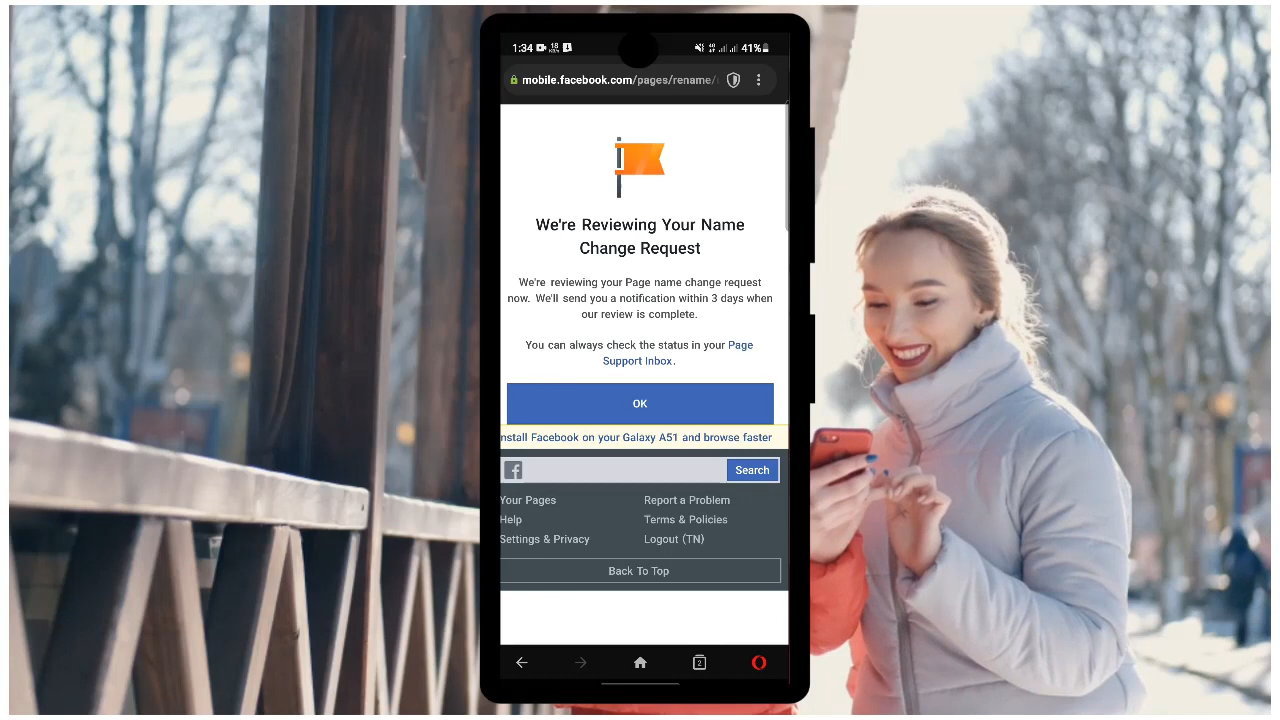 1:34 18 KB/s 41%
mobile.facebook.com/pages/rename/
We're Reviewing Your Name
Change Request
We're reviewing your Page name change request
now. We'll send you a notification within 3 days when
our review is complete.
You can always check the status in your Page
Support Inbox.
OK
nstall Facebook on your Galaxy A51 and browse faster
Search
Your Pages Report a Problem
Help Terms & Policies
Settings & Privacy Logout (TN)
Back To Top
2